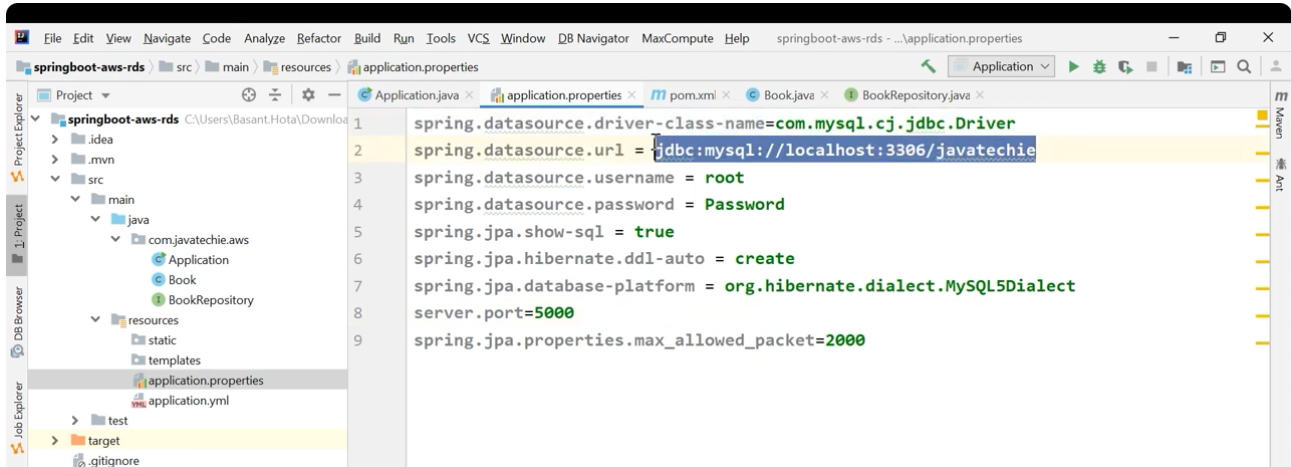 File Edit View Navigate Code Analyze Refactor Build Run Tools VCS Window DB Navigator MaxCompute Help springboot-aws-rds - ...\application.properties
springboot-aws-rds src main resources application.properties Application
Project Application.java application.properties pom.xml Book.java BookRepository.java
Project Explorer
1: Project
DB Browser
Job Explorer
springboot-aws-rds C:\Users\Basant.Hota\Downloa
.idea
.mvn
src
main
java
com.javatechie.aws
Application
Book
BookRepository
resources
static
templates
application.properties
application.yml
test
target
.gitignore
1 spring.datasource.driver-class-name=com.mysql.cj.jdbc.Driver
2 spring.datasource.url = jdbc:mysql://localhost:3306/javatechie
3 spring.datasource.username = root
4 spring.datasource.password = Password
5 spring.jpa.show-sql = true
6 spring.jpa.hibernate.ddl-auto = create
7 spring.jpa.database-platform = org.hibernate.dialect.MySQL5Dialect
8 server.port=5000
9 spring.jpa.properties.max_allowed_packet=2000
m Maven
Ant